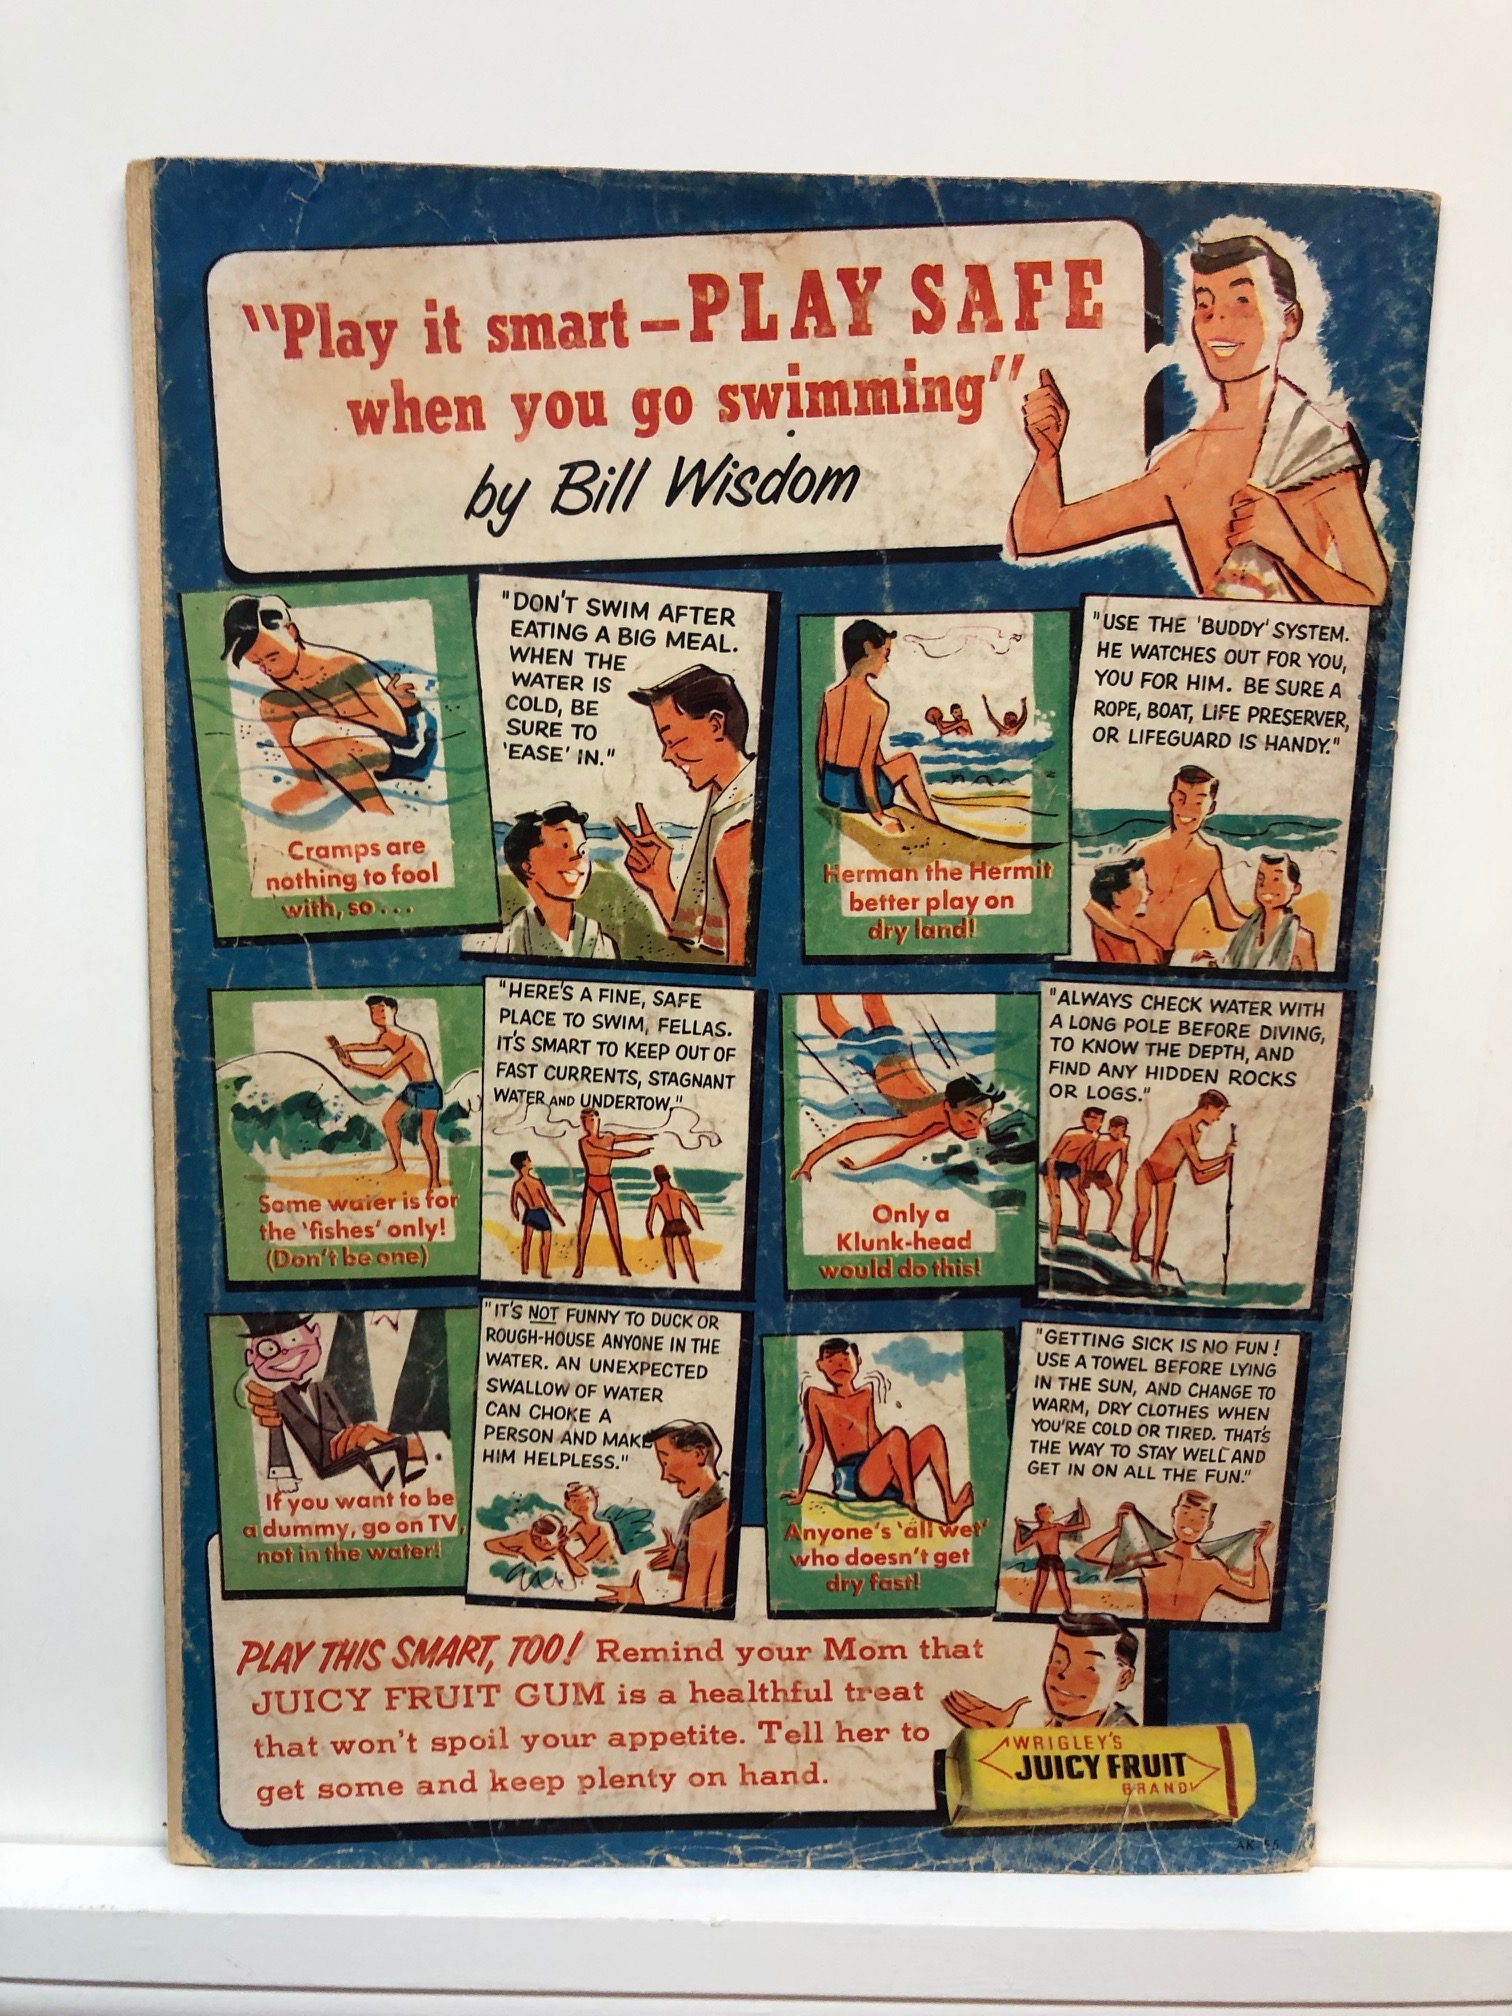 "Play it smart—PLAY SAFE
when you go swimming"
by Bill Wisdom
Cramps are
nothing to fool
with, so...
"DON'T SWIM AFTER
EATING A BIG MEAL.
WHEN THE
WATER IS
COLD, BE
SURE TO
'EASE' IN."
Herman the Hermit
better play on
dry land!
"USE THE 'BUDDY' SYSTEM.
HE WATCHES OUT FOR YOU,
YOU FOR HIM. BE SURE A
ROPE, BOAT, LIFE PRESERVER,
OR LIFEGUARD IS HANDY."
Some water is for
the 'fishes' only!
(Don't be one)
"HERE'S A FINE, SAFE
PLACE TO SWIM, FELLAS.
IT'S SMART TO KEEP OUT OF
FAST CURRENTS, STAGNANT
WATER AND UNDERTOW."
Only a
Klunk-head
would do this!
"ALWAYS CHECK WATER WITH
A LONG POLE BEFORE DIVING,
TO KNOW THE DEPTH, AND
FIND ANY HIDDEN ROCKS
OR LOGS."
If you want to be
a dummy, go on TV,
not in the water!
"IT'S NOT FUNNY TO DUCK OR
ROUGH-HOUSE ANYONE IN THE
WATER. AN UNEXPECTED
SWALLOW OF WATER
CAN CHOKE A
PERSON AND MAKE
HIM HELPLESS."
Anyone's 'all wet'
who doesn't get
dry fast!
"GETTING SICK IS NO FUN!
USE A TOWEL BEFORE LYING
IN THE SUN, AND CHANGE TO
WARM, DRY CLOTHES WHEN
YOU'RE COLD OR TIRED. THAT'S
THE WAY TO STAY WELL AND
GET IN ON ALL THE FUN."
PLAY THIS SMART, TOO! Remind your Mom that
JUICY FRUIT GUM is a healthful treat
that won't spoil your appetite. Tell her to
get some and keep plenty on hand.
WRIGLEY'S
JUICY FRUIT
BRAND
AK-55